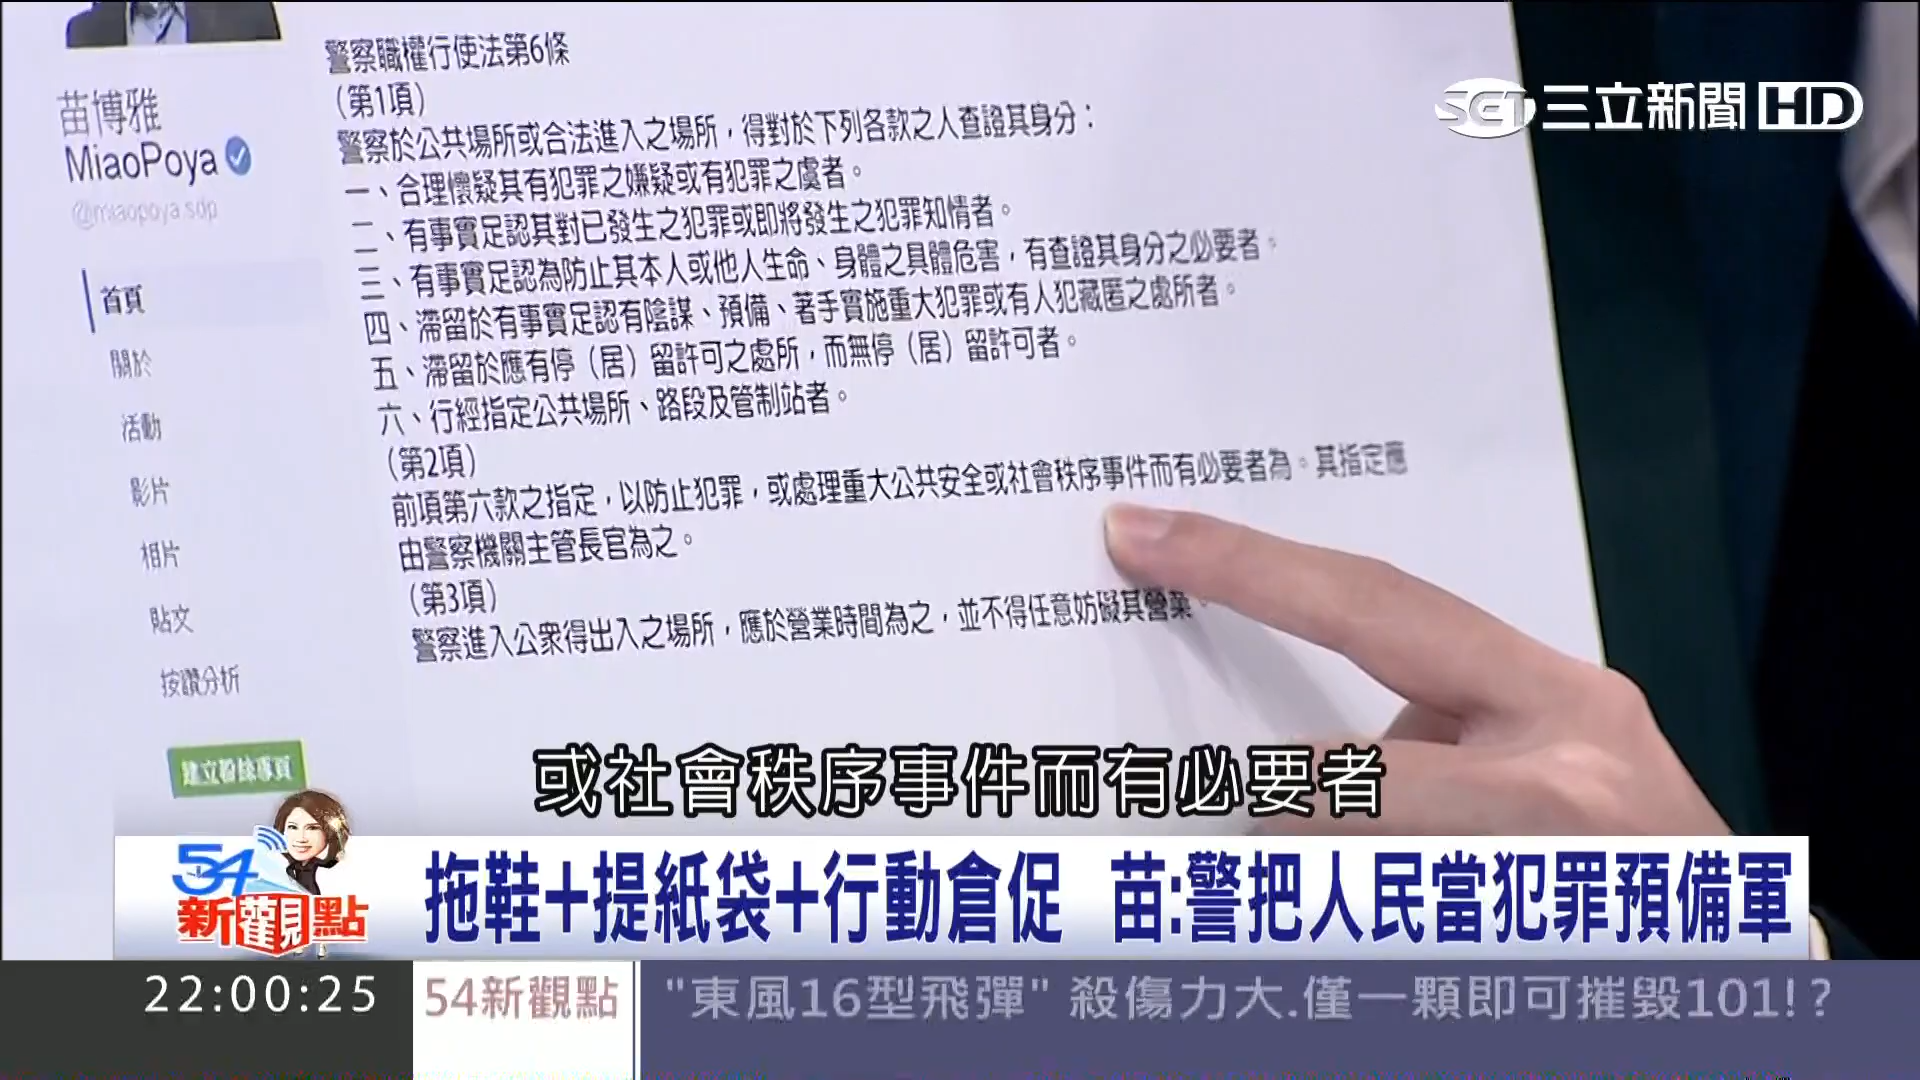 警察職權行使法第6條
（第1項）
警察於公共場所或合法進入之場所，得對於下列各款之人查證其身分：
一、合理懷疑其有犯罪之嫌疑或有犯罪之虞者。
二、有事實足認其對已發生之犯罪或即將發生之犯罪知情者。
三、有事實足認為防止其本人或他人生命、身體之具體危害，有查證其身分之必要者。
四、滯留於有事實足認有陰謀、預備、著手實施重大犯罪或有人犯藏匿之處所者。
五、滯留於應有停（居）留許可之處所，而無停（居）留許可者。
六、行經指定公共場所、路段及管制站者。
（第2項）
前項第六款之指定，以防止犯罪，或處理重大公共安全或社會秩序事件而有必要者為。其指定應
由警察機關主管長官為之。
（第3項）
警察進入公眾得出入之場所，應於營業時間為之，並不得任意妨礙其營業。
苗博雅
MiaoPoya
@miaopoya.sdp
首頁
關於
活動
影片
相片
貼文
按讚分析
建立粉絲專頁
SET三立新聞HD
或社會秩序事件而有必要者
54
新觀點
拖鞋+提紙袋+行動倉促 苗:警把人民當犯罪預備軍
22:00:25
54新觀點
"東風16型飛彈" 殺傷力大.僅一顆即可摧毀101!?